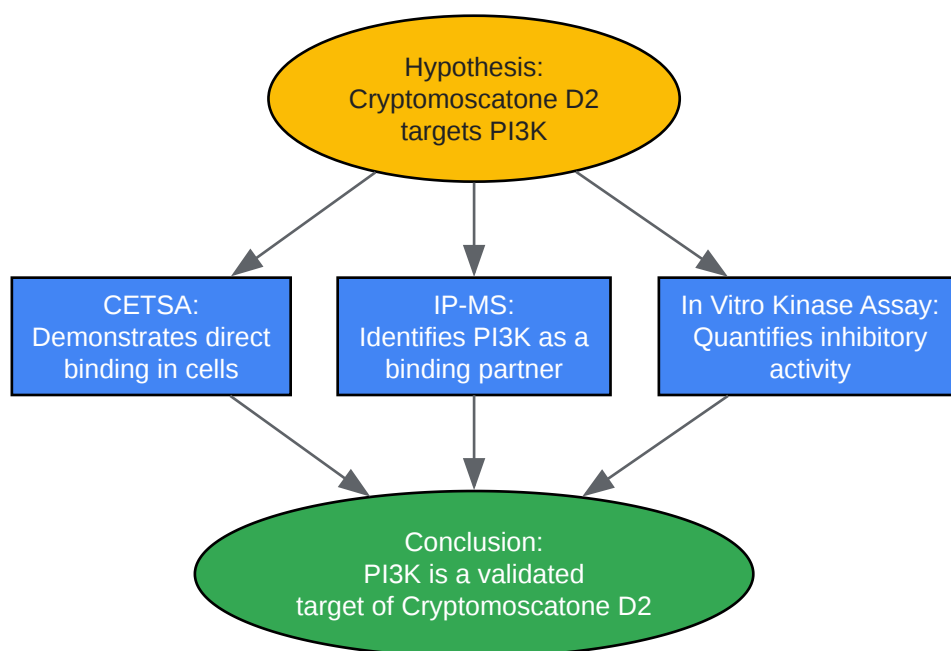 Hypothesis:
Cryptomoscatone D2
targets PI3K
CETSA:
Demonstrates direct
binding in cells
IP-MS:
Identifies PI3K as a
binding partner
In Vitro Kinase Assay:
Quantifies inhibitory
activity
Conclusion:
PI3K is a validated
target of Cryptomoscatone D2